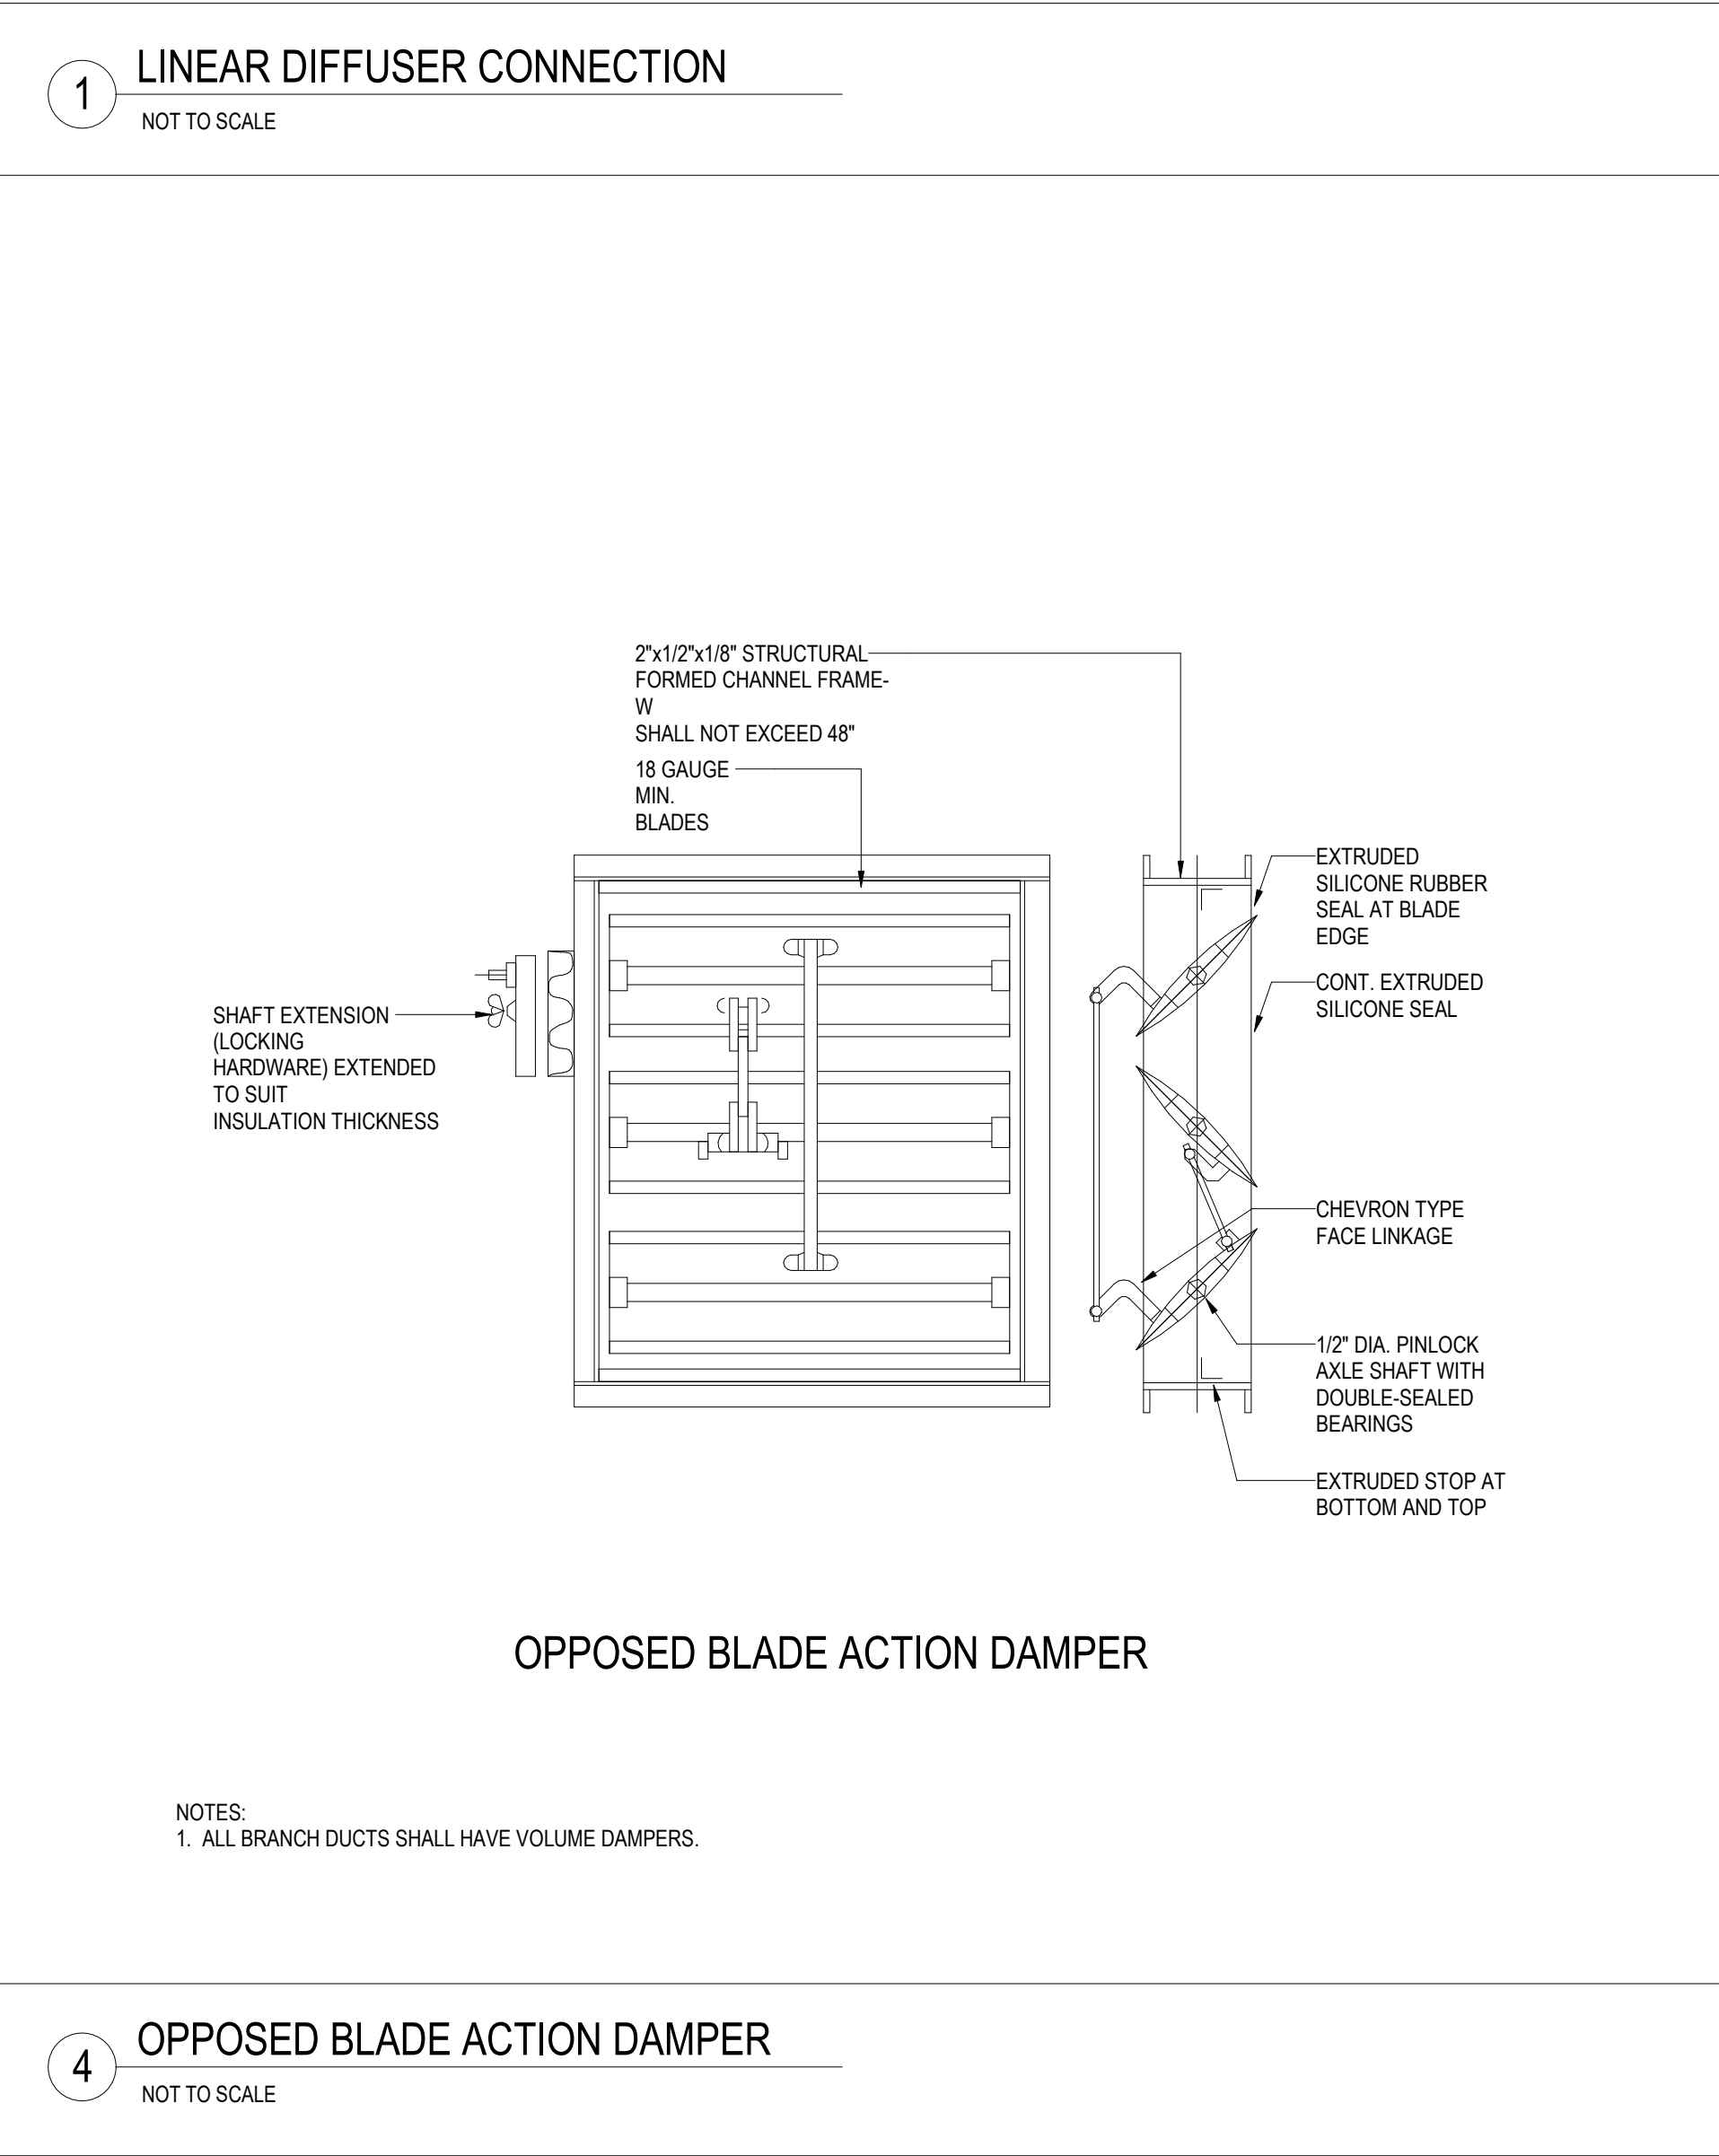 1
LINEAR DIFFUSER CONNECTION
NOT TO SCALE
2"x1/2"x1/8" STRUCTURAL
FORMED CHANNEL FRAME-
W
SHALL NOT EXCEED 48"
18 GAUGE
MIN.
BLADES
EXTRUDED
SILICONE RUBBER
SEAL AT BLADE
EDGE
CONT. EXTRUDED
SILICONE SEAL
SHAFT EXTENSION
(LOCKING
HARDWARE) EXTENDED
TO SUIT
INSULATION THICKNESS
CHEVRON TYPE
FACE LINKAGE
1/2" DIA. PINLOCK
AXLE SHAFT WITH
DOUBLE-SEALED
BEARINGS
EXTRUDED STOP AT
BOTTOM AND TOP
OPPOSED BLADE ACTION DAMPER
NOTES:
1. ALL BRANCH DUCTS SHALL HAVE VOLUME DAMPERS.
4
OPPOSED BLADE ACTION DAMPER
NOT TO SCALE